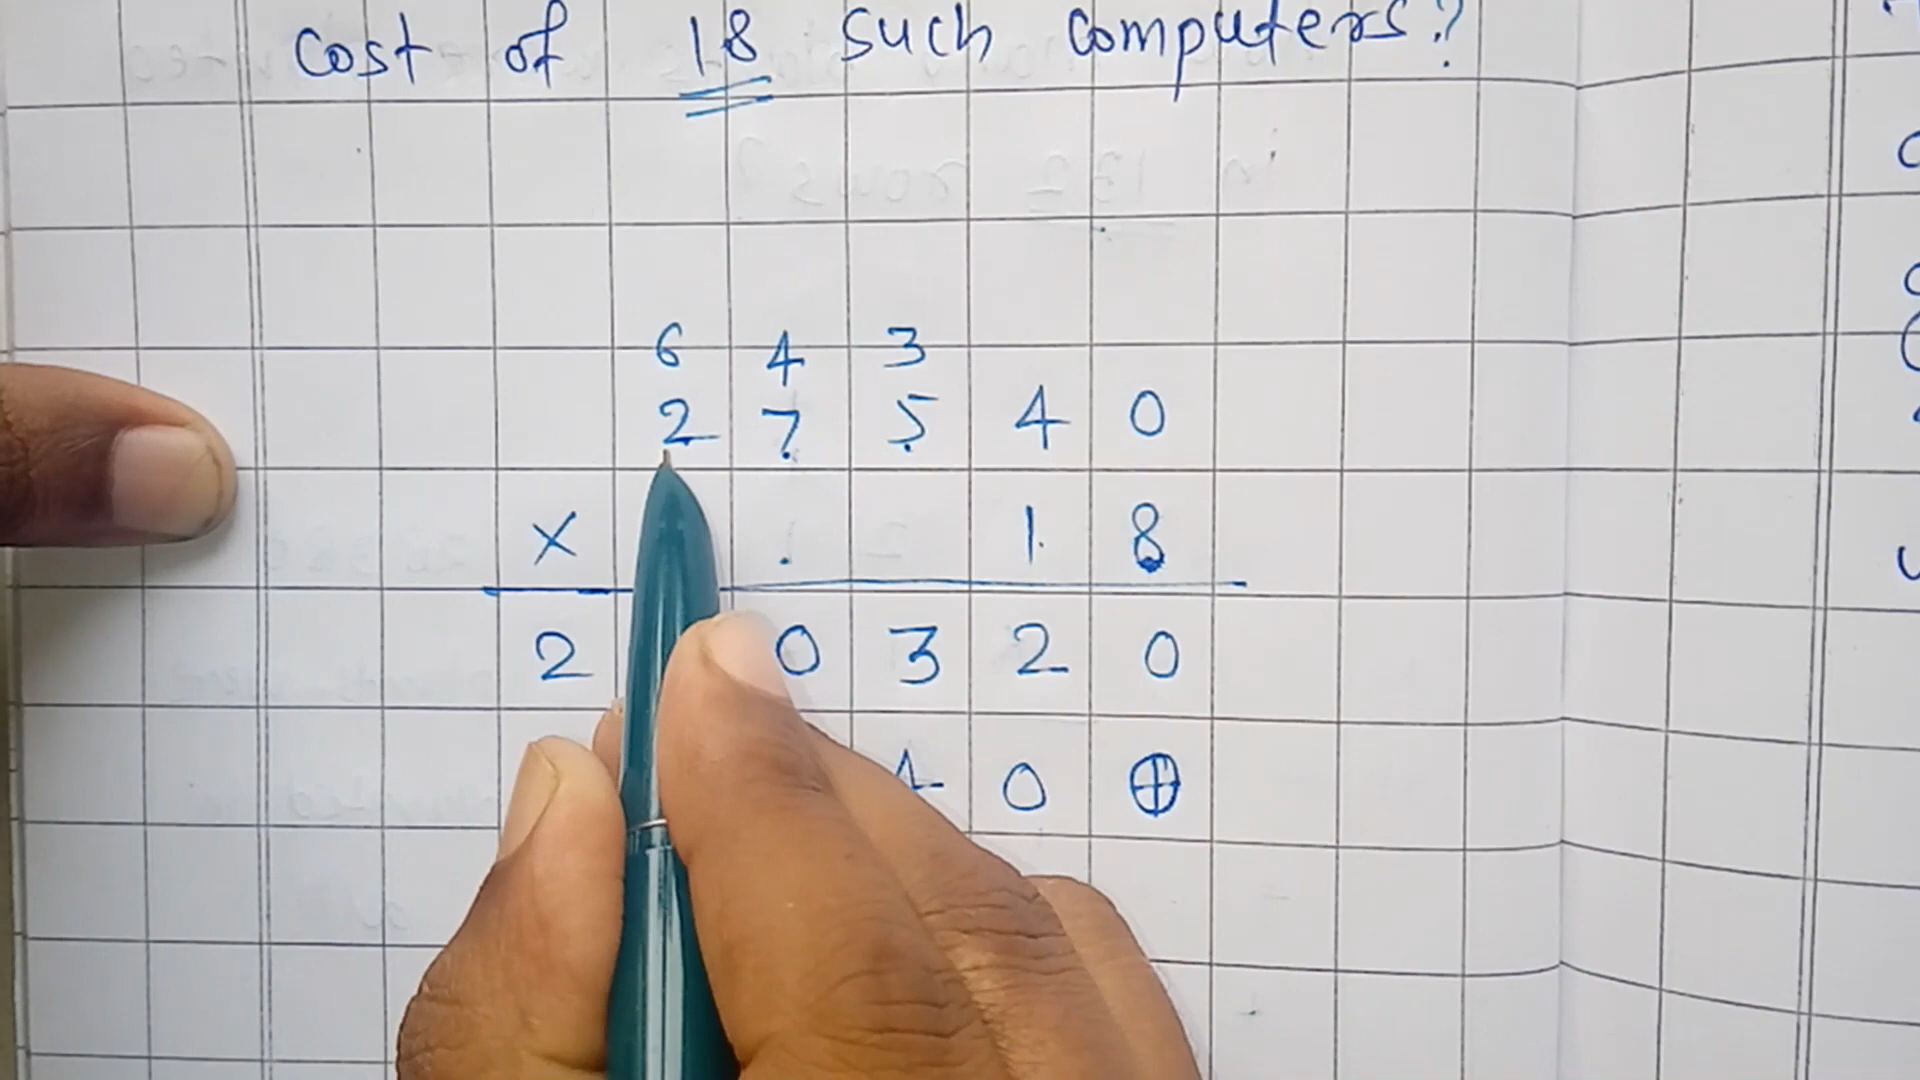 Cost of 18 such computers?
6 4 3
2 7 5 4 0
× 1 8
2 0 3 2 0
4 0 ⊕